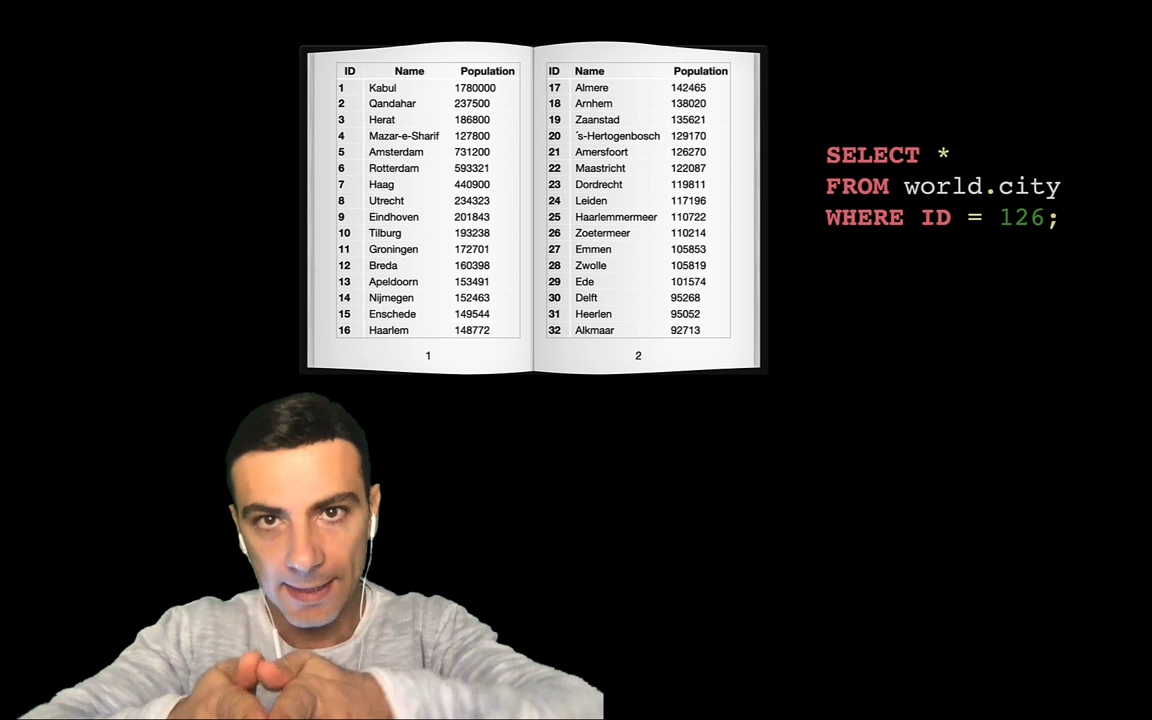 ID Name Population
1 Kabul 1780000
2 Qandahar 237500
3 Herat 186800
4 Mazar-e-Sharif 127800
5 Amsterdam 731200
6 Rotterdam 593321
7 Haag 440900
8 Utrecht 234323
9 Eindhoven 201843
10 Tilburg 193238
11 Groningen 172701
12 Breda 160398
13 Apeldoorn 153491
14 Nijmegen 152463
15 Enschede 149544
16 Haarlem 148772
1
ID Name Population
17 Almere 142465
18 Arnhem 138020
19 Zaanstad 135621
20 ´s-Hertogenbosch 129170
21 Amersfoort 126270
22 Maastricht 122087
23 Dordrecht 119811
24 Leiden 117196
25 Haarlemmermeer 110722
26 Zoetermeer 110214
27 Emmen 105853
28 Zwolle 105819
29 Ede 101574
30 Delft 95268
31 Heerlen 95052
32 Alkmaar 92713
2
SELECT *
FROM world.city
WHERE ID = 126;